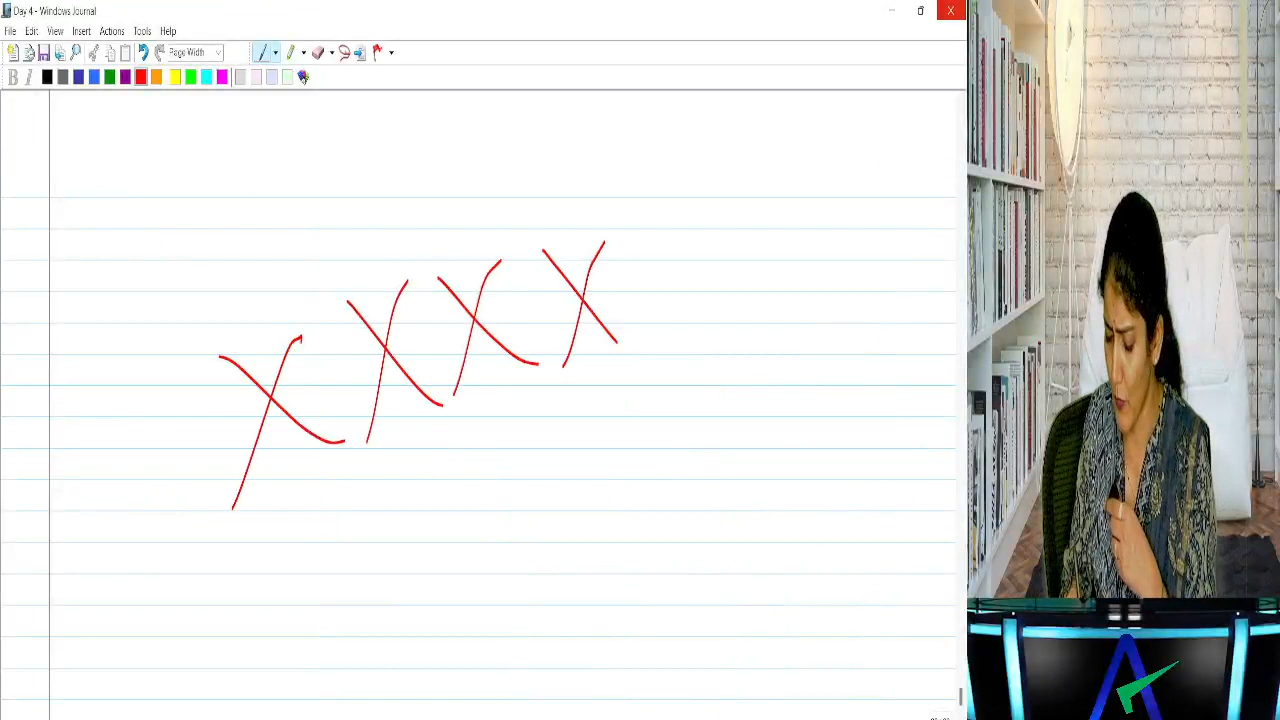 Day 4 - Windows Journal
File Edit View Insert Actions Tools Help
Page Width
B I
X X X X